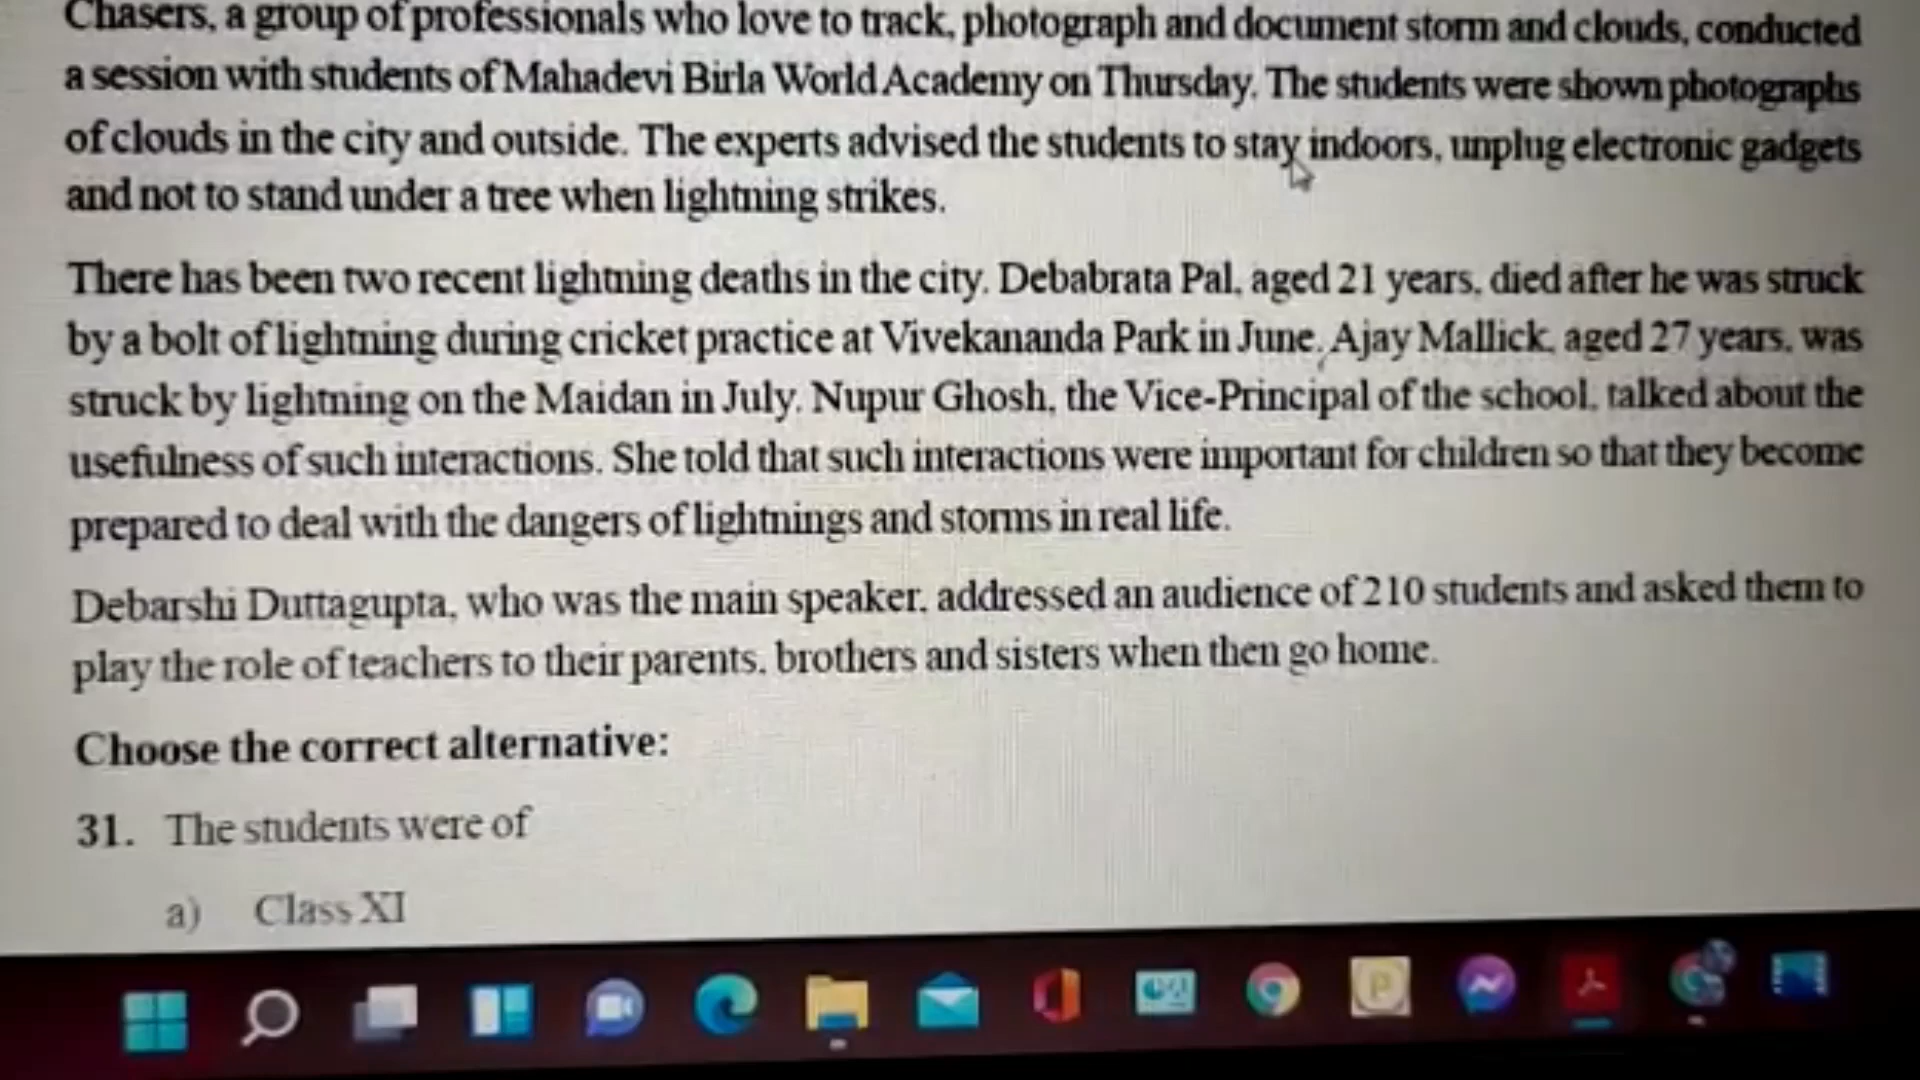 Chasers, a group of professionals who love to track, photograph and document storm and clouds, conducted
a session with students of Mahadevi Birla World Academy on Thursday. The students were shown photographs
of clouds in the city and outside. The experts advised the students to stay indoors, unplug electronic gadgets
and not to stand under a tree when lightning strikes.
There has been two recent lightning deaths in the city. Debabrata Pal, aged 21 years, died after he was struck
by a bolt of lightning during cricket practice at Vivekananda Park in June. Ajay Mallick, aged 27 years, was
struck by lightning on the Maidan in July. Nupur Ghosh, the Vice-Principal of the school, talked about the
usefulness of such interactions. She told that such interactions were important for children so that they become
prepared to deal with the dangers of lightnings and storms in real life.
Debarshi Duttagupta, who was the main speaker, addressed an audience of 210 students and asked them to
play the role of teachers to their parents, brothers and sisters when then go home.
Choose the correct alternative:
31. The students were of
a) Class XI